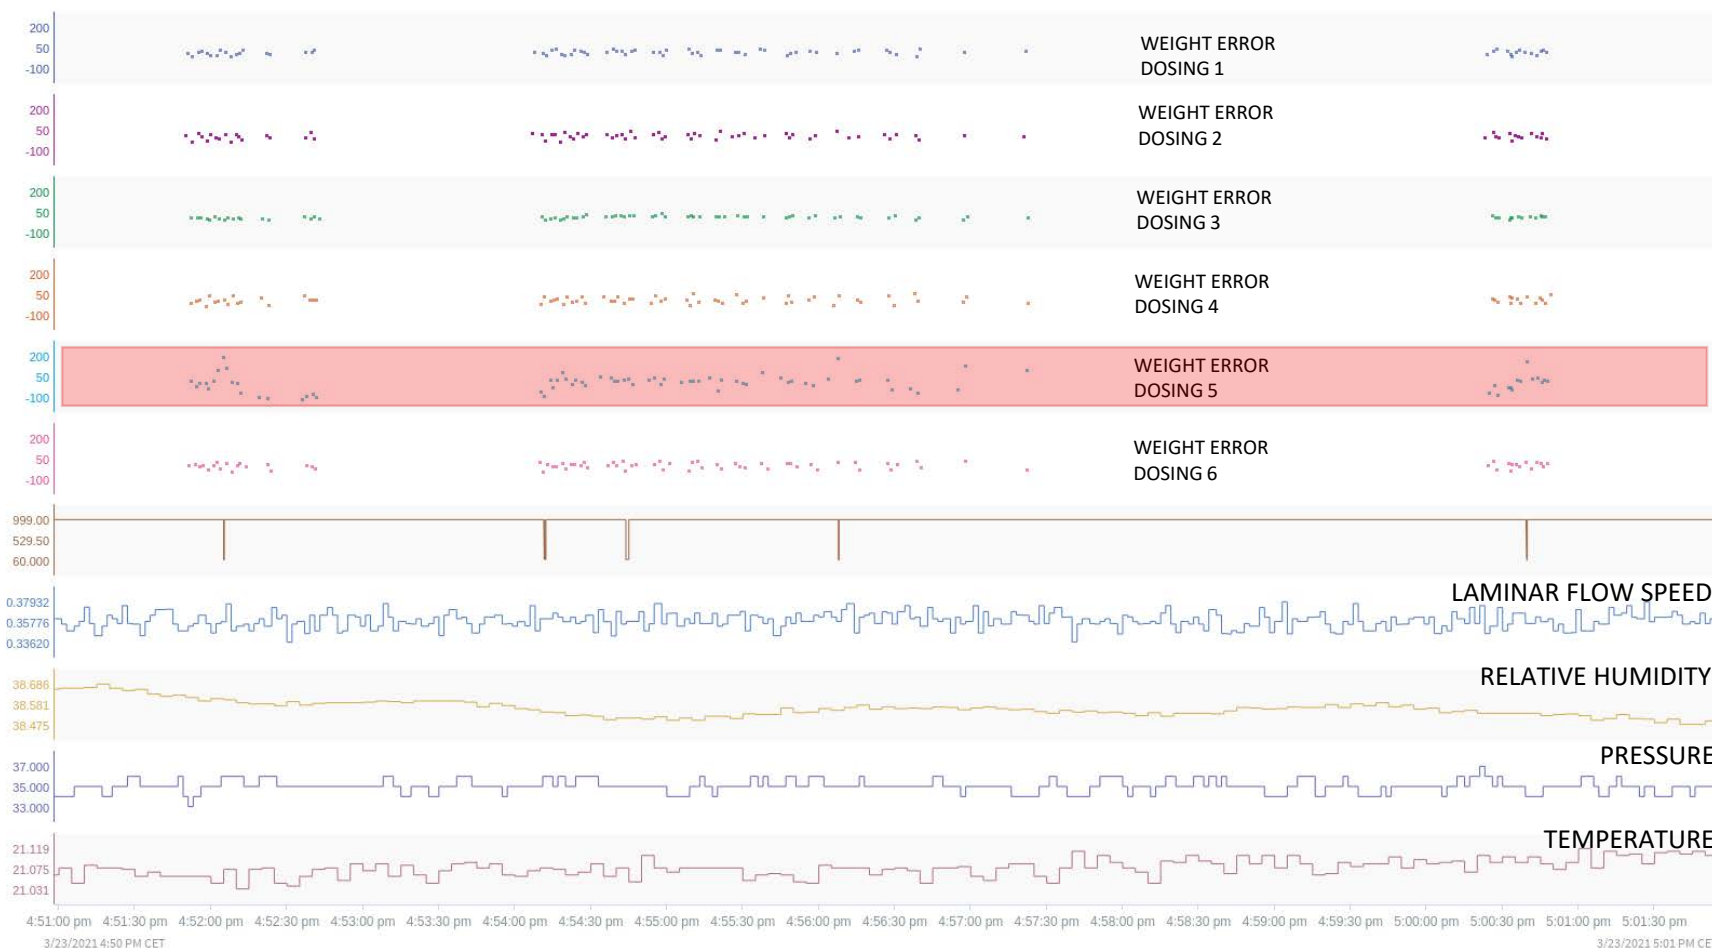 200
50
-100
WEIGHT ERROR
DOSING 1
200
50
-100
WEIGHT ERROR
DOSING 2
200
50
-100
WEIGHT ERROR
DOSING 3
200
50
-100
WEIGHT ERROR
DOSING 4
200
50
-100
WEIGHT ERROR
DOSING 5
200
50
-100
WEIGHT ERROR
DOSING 6
999.00
529.50
60.000
0.37932
0.35776
0.33620
LAMINAR FLOW SPEED
38.686
38.581
38.475
RELATIVE HUMIDITY
37.000
35.000
33.000
PRESSURE
21.119
21.075
21.031
TEMPERATURE
4:51:00 pm 4:51:30 pm 4:52:00 pm 4:52:30 pm 4:53:00 pm 4:53:30 pm 4:54:00 pm 4:54:30 pm 4:55:00 pm 4:55:30 pm 4:56:00 pm 4:56:30 pm 4:57:00 pm 4:57:30 pm 4:58:00 pm 4:58:30 pm 4:59:00 pm 4:59:30 pm 5:00:00 pm 5:00:30 pm 5:01:00 pm 5:01:30 pm
3/23/2021 4:50 PM CET 3/23/2021 5:01 PM CE